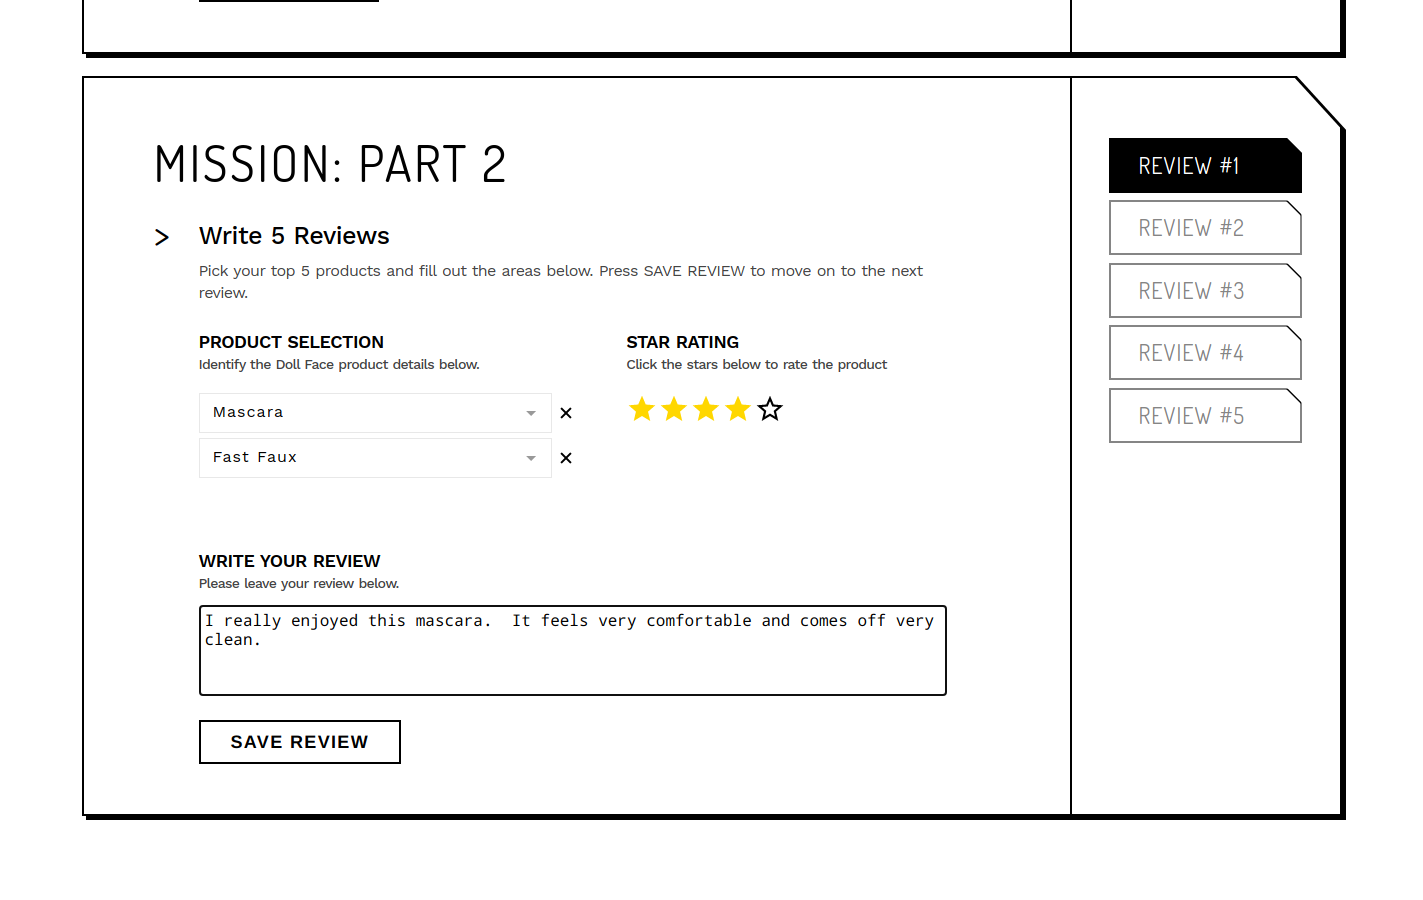 MISSION: PART 2
Write 5 Reviews
Pick your top 5 products and fill out the areas below. Press SAVE REVIEW to move on to the next
review.
PRODUCT SELECTION
Identify the Doll Face product details below.
Mascara
Fast Faux
STAR RATING
Click the stars below to rate the product
WRITE YOUR REVIEW
Please leave your review below.
I really enjoyed this mascara.  It feels very comfortable and comes off very
clean.
SAVE REVIEW
REVIEW #1
REVIEW #2
REVIEW #3
REVIEW #4
REVIEW #5